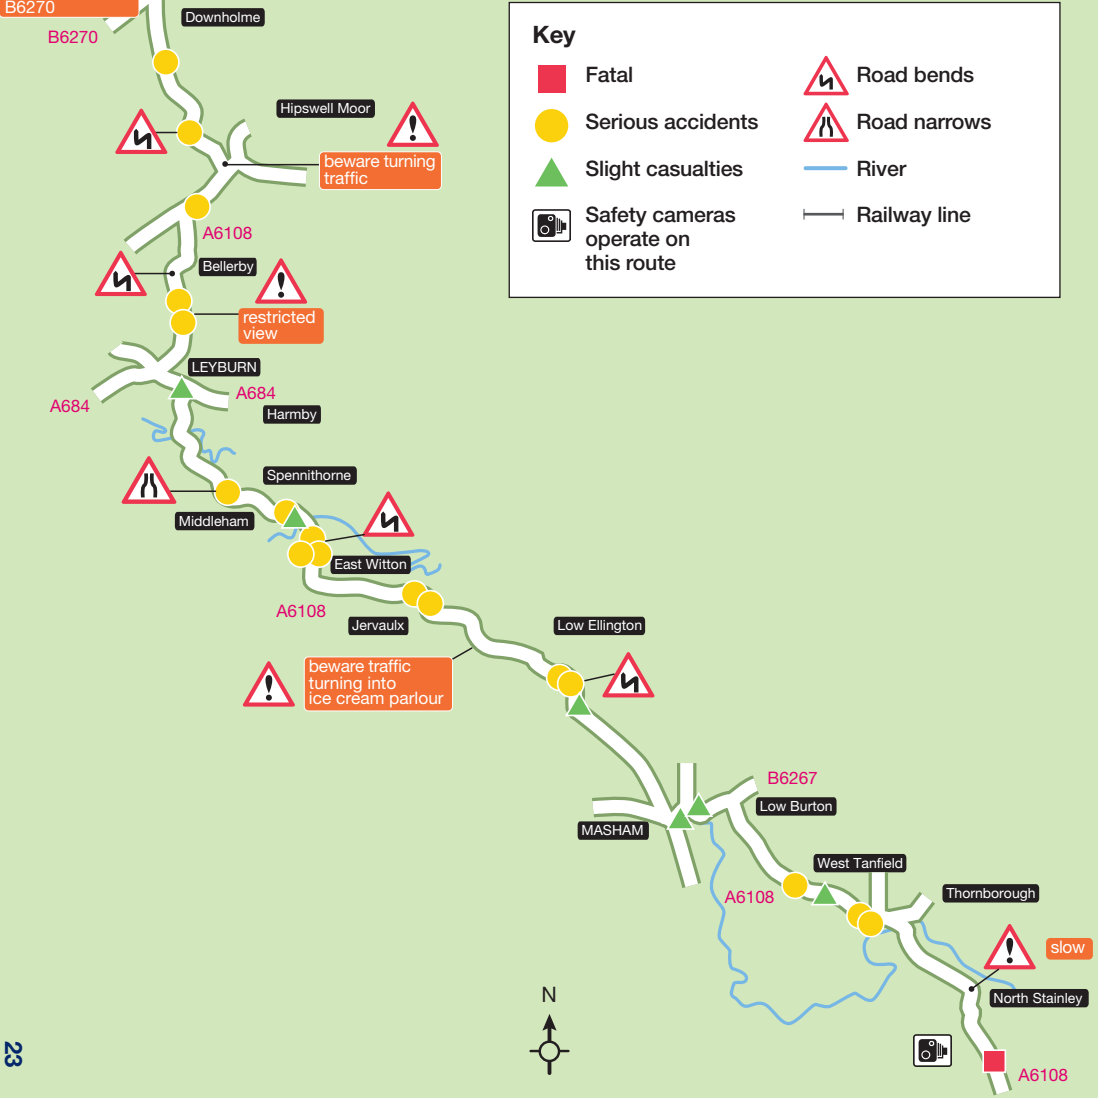 B6270
Downholme
B6270
Key
Fatal
Serious accidents
Slight casualties
Safety cameras
operate on
this route
Road bends
Road narrows
River
Railway line
Hipswell Moor
beware turning
traffic
A6108
Bellerby
restricted
view
LEYBURN
A684
A684
Harmby
Spennithorne
Middleham
East Witton
A6108
Jervaulx
Low Ellington
beware traffic
turning into
ice cream parlour
B6267
Low Burton
MASHAM
West Tanfield
A6108
Thornborough
slow
North Stainley
N
A6108
23